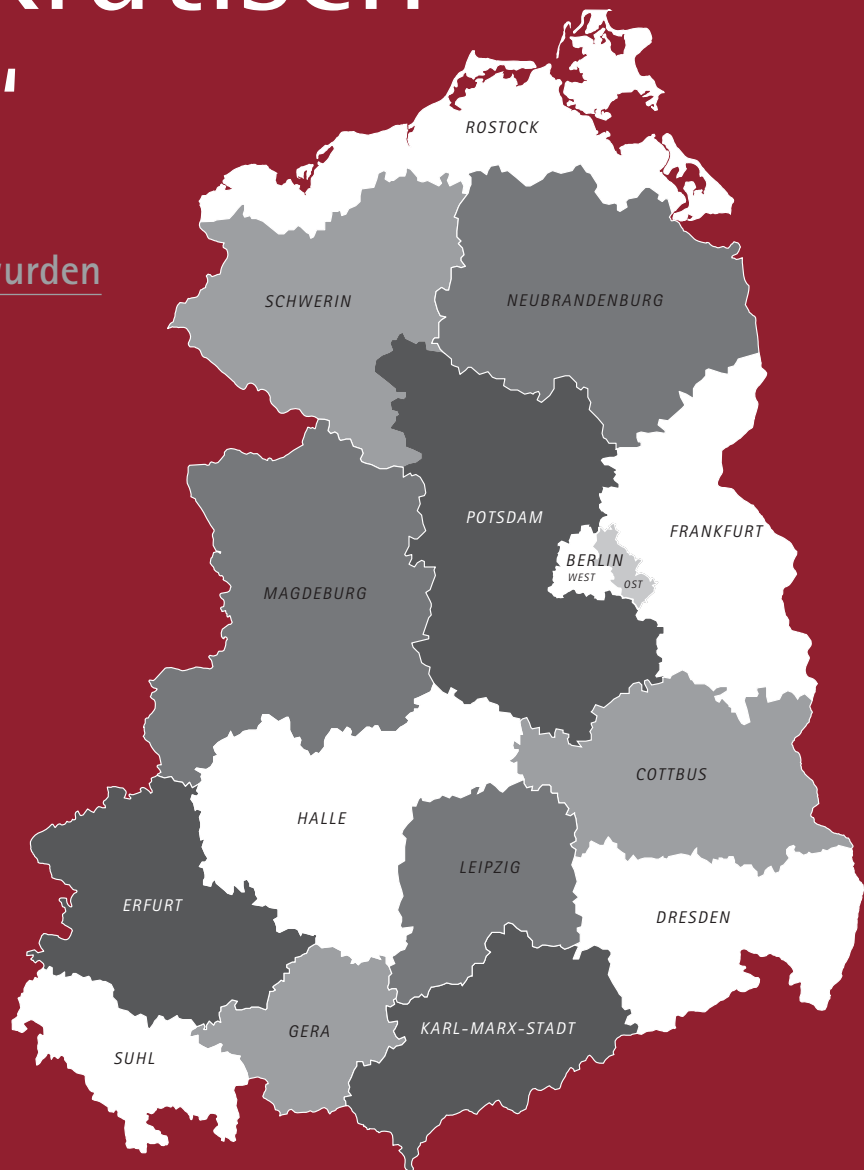 urden
ROSTOCK
SCHWERIN
NEUBRANDENBURG
POTSDAM
FRANKFURT
BERLIN
WEST
OST
MAGDEBURG
COTTBUS
HALLE
LEIPZIG
ERFURT
DRESDEN
GERA
KARL-MARX-STADT
SUHL